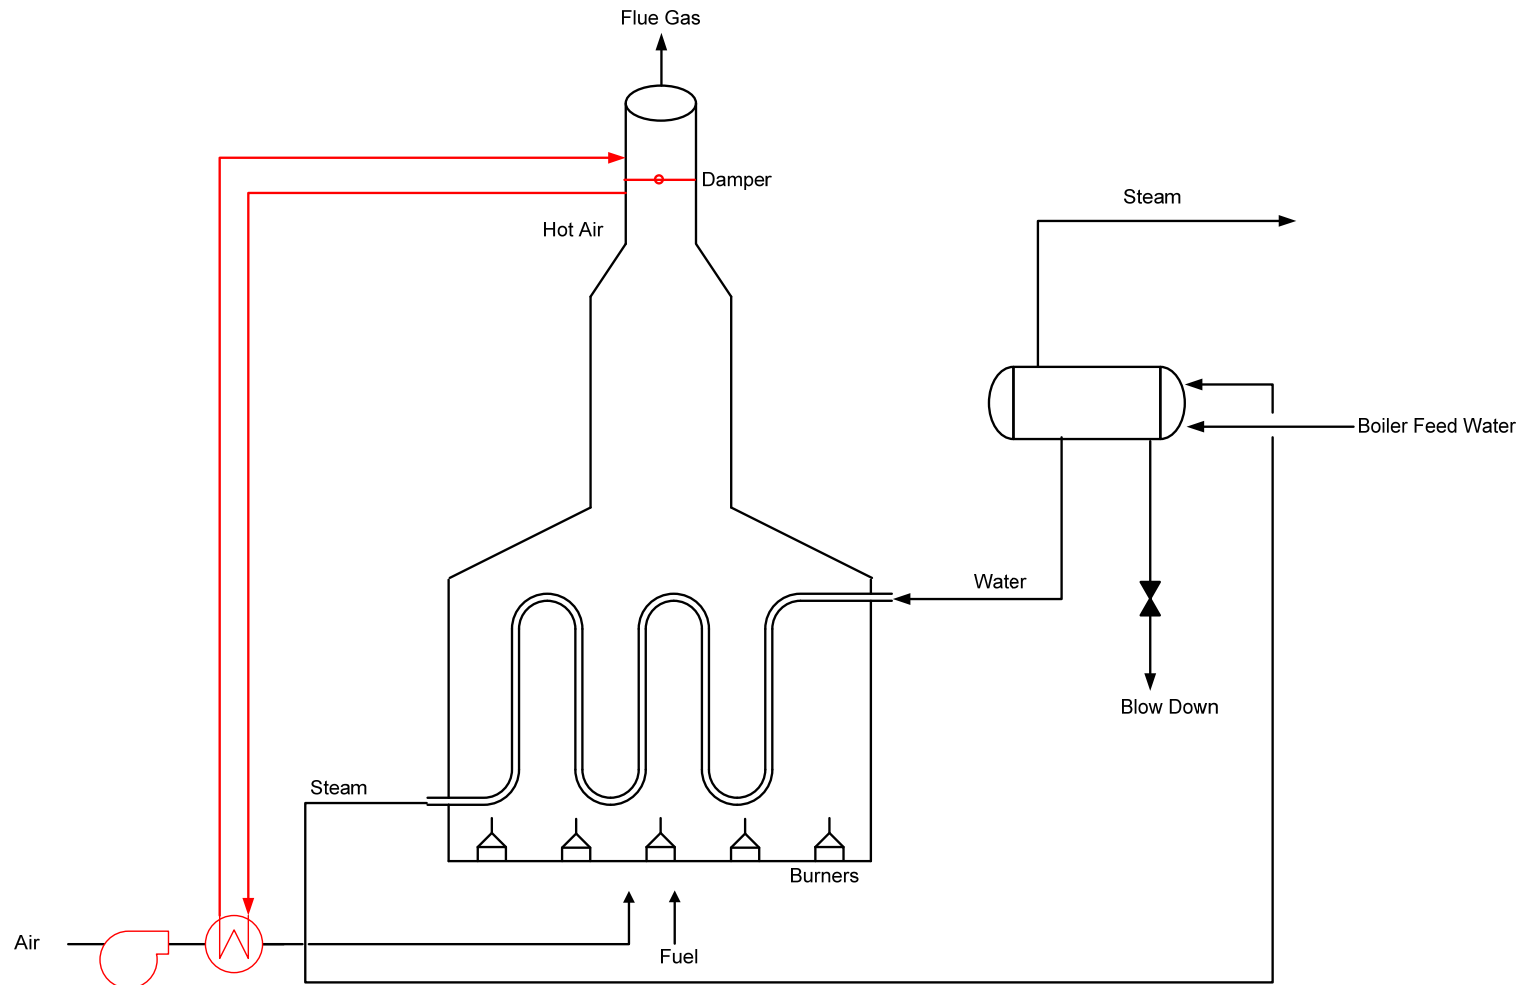 Flue Gas
Damper
Steam
Hot Air
Boiler Feed Water
Water
Blow Down
Steam
Burners
Air
Fuel